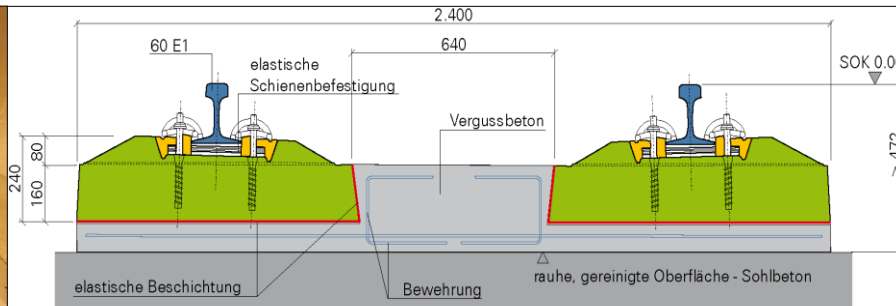 2.400
60 E1
640
elastische
Schienenbefestigung
SOK 0.00
Vergussbeton
80
240
160
472
elastische Beschichtung
Bewehrung
rauhe, gereinigte Oberfläche - Sohlbeton